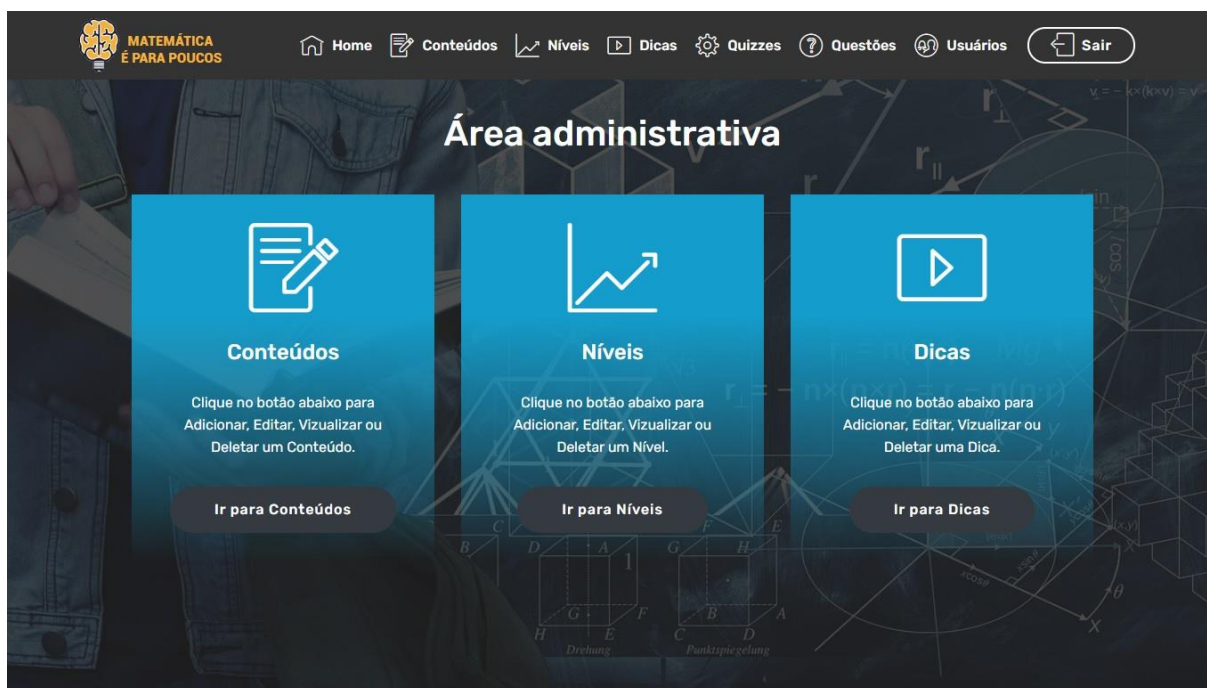 MATEMÁTICA
É PARA POUCOS
Home
Conteúdos
Níveis
Dicas
Quizzes
Questões
Usuários
Sair
Área administrativa
Conteúdos
Clique no botão abaixo para
Adicionar, Editar, Vizualizar ou
Deletar um Conteúdo.
Ir para Conteúdos
Níveis
Clique no botão abaixo para
Adicionar, Editar, Vizualizar ou
Deletar um Nível.
Ir para Níveis
Dicas
Clique no botão abaixo para
Adicionar, Editar, Vizualizar ou
Deletar uma Dica.
Ir para Dicas
Drehung
Punktspiegelung